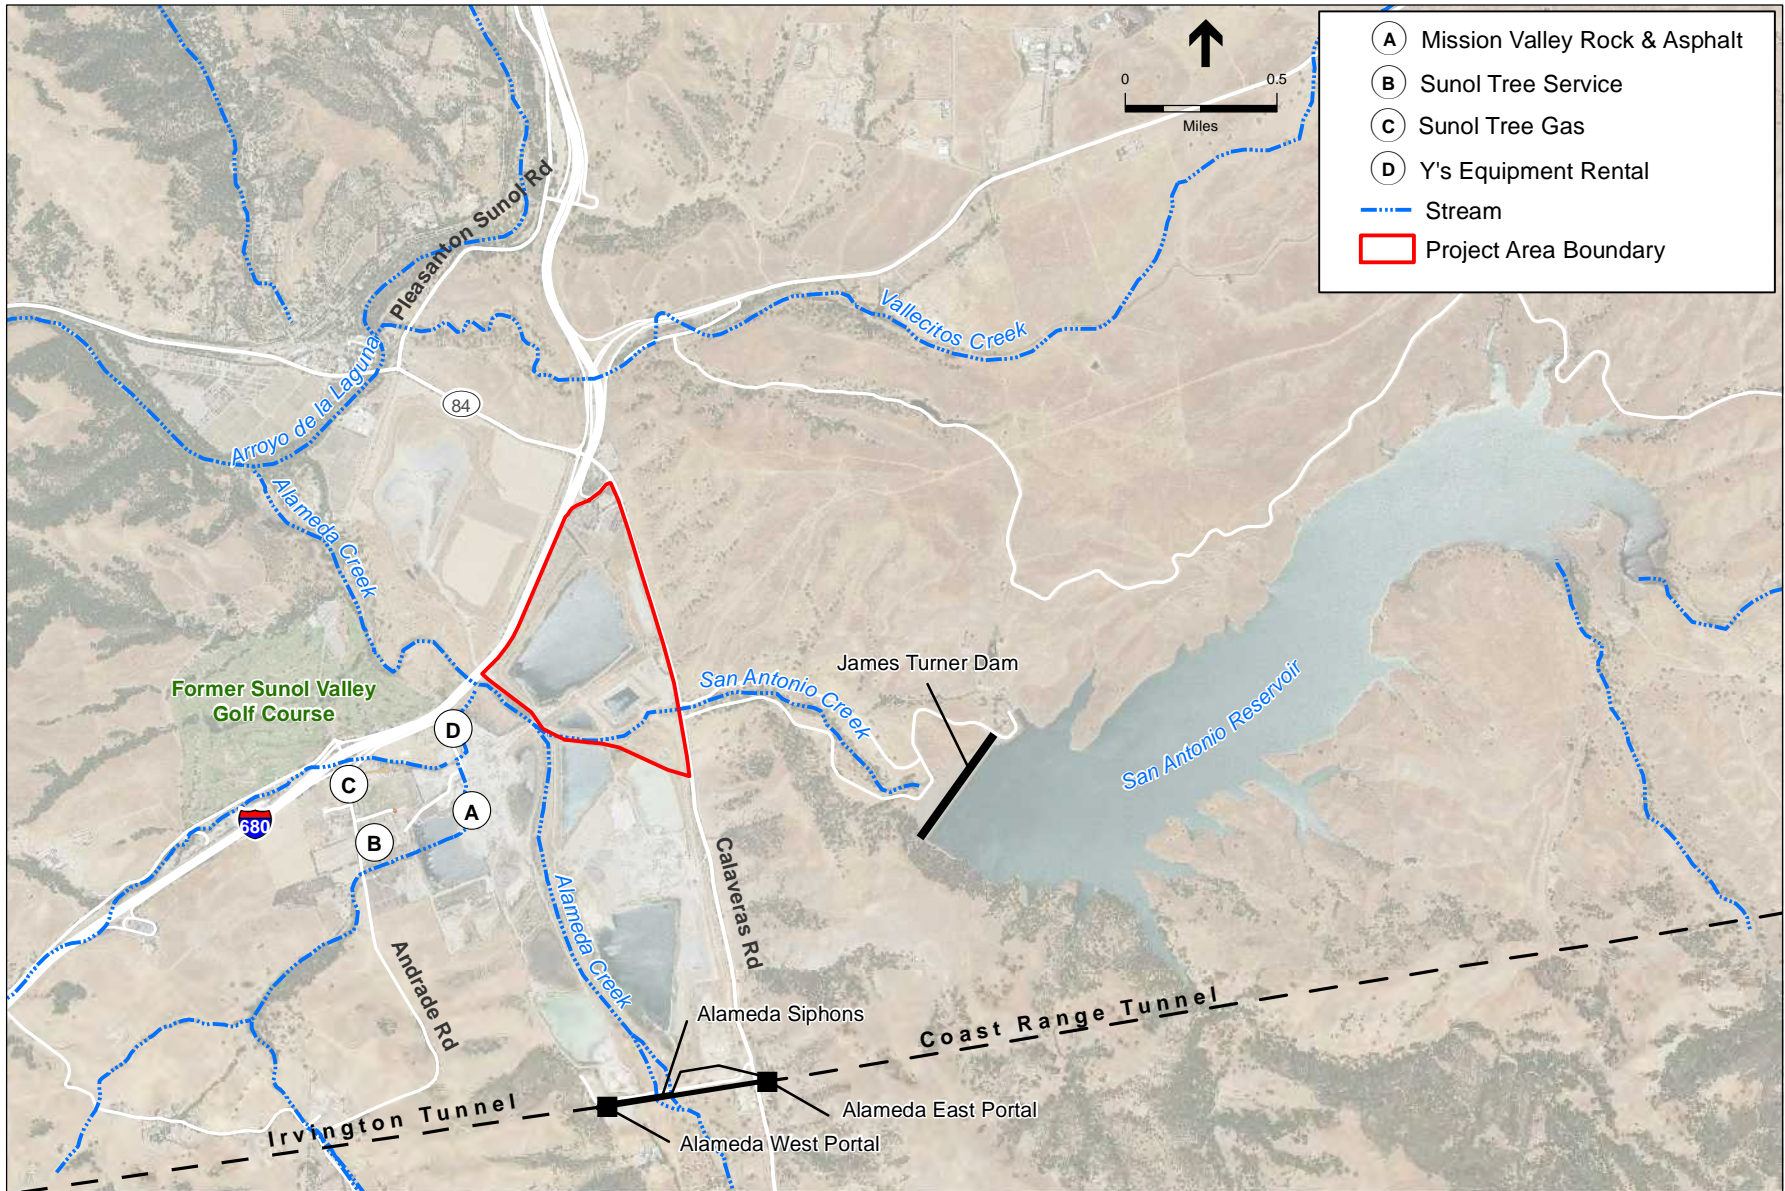 A Mission Valley Rock & Asphalt
B Sunol Tree Service
C Sunol Tree Gas
D Y's Equipment Rental
Stream
Project Area Boundary
0 0.5
Miles
Pleasanton Sunol Rd
Vallecitos Creek
Arroyo de la Laguna
84
Alameda Creek
Former Sunol Valley
Golf Course
San Antonio Creek
James Turner Dam
San Antonio Reservoir
D
C
A
B
680
Calaveras Rd
Alameda Creek
Andrade Rd
Alameda Siphons
Coast Range Tunnel
Irvington Tunnel
Alameda East Portal
Alameda West Portal